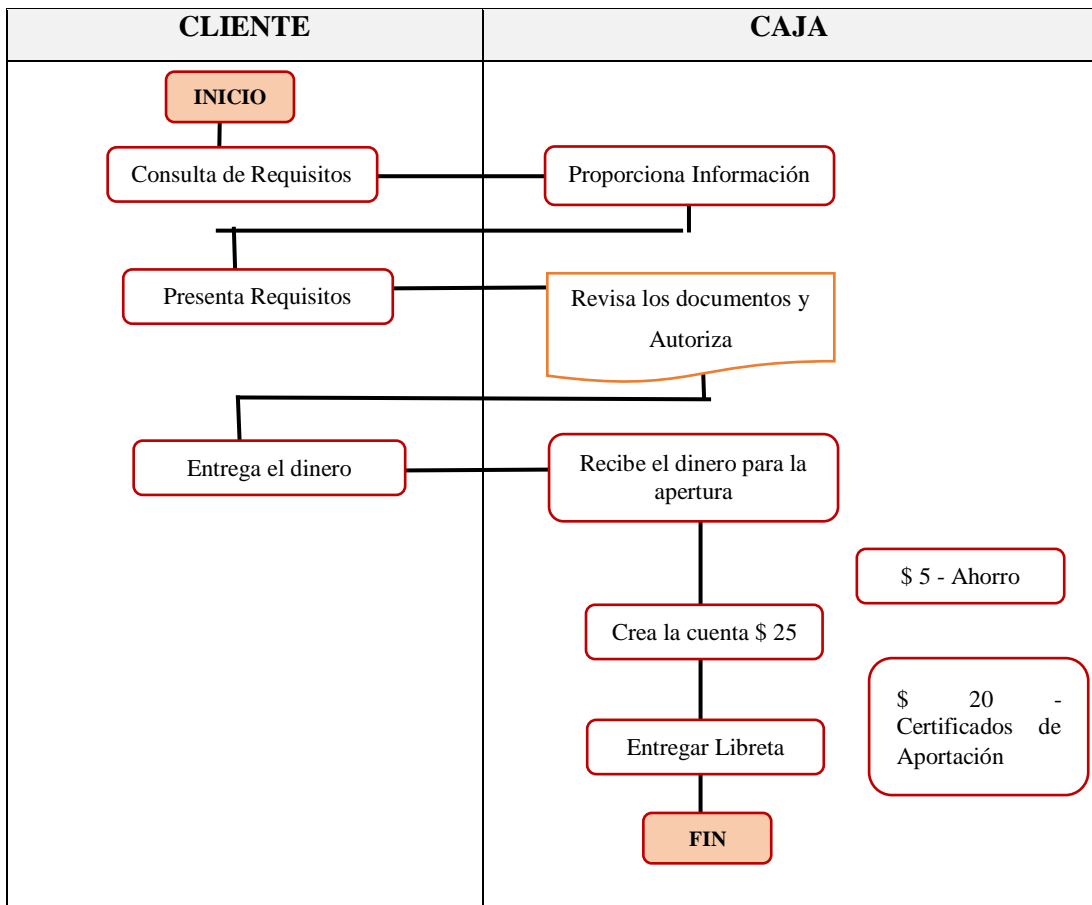 CLIENTE
CAJA
INICIO
Consulta de Requisitos
Proporciona Información
Presenta Requisitos
Revisa los documentos y
Autoriza
Entrega el dinero
Recibe el dinero para la
apertura
$ 5 - Ahorro
Crea la cuenta $ 25
$ 20 -
Certificados de
Aportación
Entregar Libreta
FIN